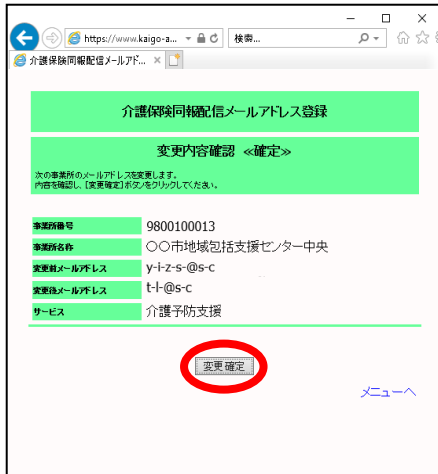 https://www.kaigo-a...
検索...
介護保険同報配信メールアドレ...
介護保険同報配信メールアドレス登録
変更内容確認 ≪確定≫
次の事業所のメールアドレスを変更します。
内容を確認し、[変更確定]ボタンをクリックしてください。
事業所番号 9800100013
事業所名称 〇〇市地域包括支援センター中央
変更前メールアドレス y-i-z-s-@s-c
変更後メールアドレス t-l-@s-c
サービス 介護予防支援
変更確定
メニューへ